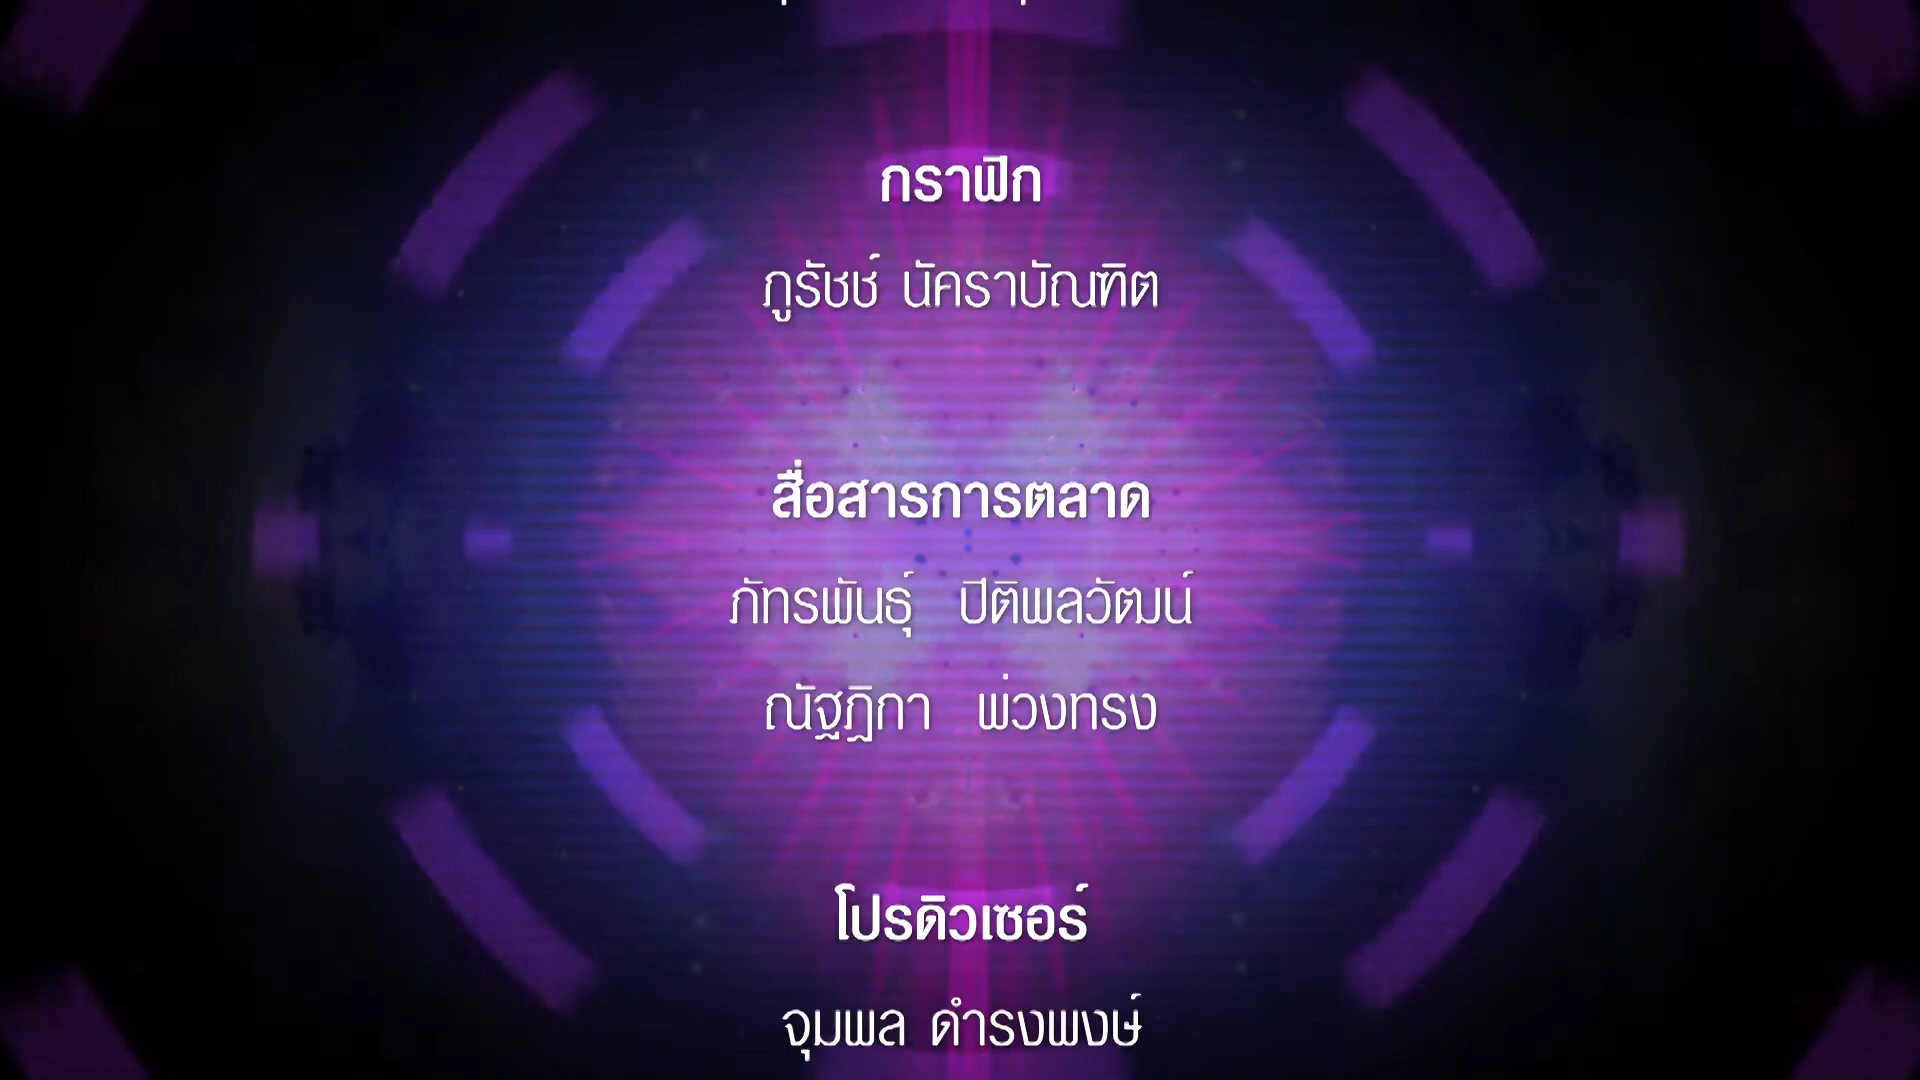 กราฟิก
ภูรัชช์ นัคราบัณฑิต
สื่อสารการตลาด
ภัทรพันธุ์ ปีติพลวัฒน์
ณัฐฎิกา พ่วงทรง
โปรดิวเซอร์
จุมพล ดำรงพงษ์